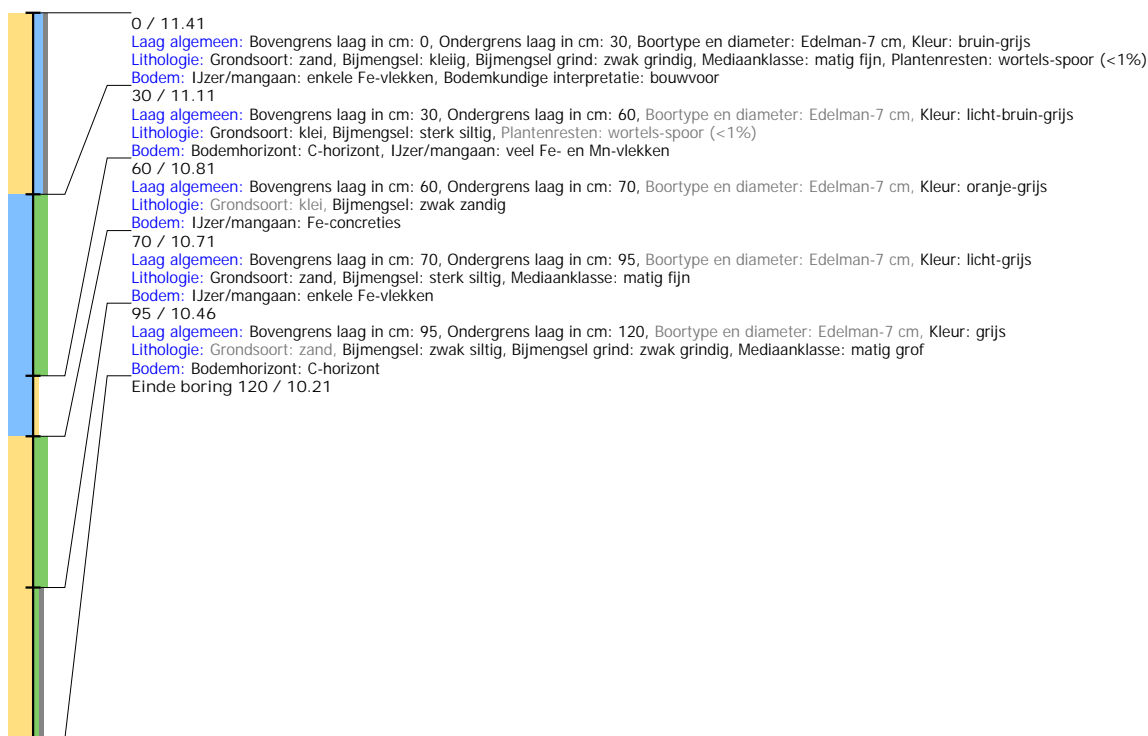 0 / 11.41
Laag algemeen: Bovengrens laag in cm: 0, Ondergrens laag in cm: 30, Boortype en diameter: Edelman-7 cm, Kleur: bruin-grijs
Lithologie: Grondsoort: zand, Bijmengsel: kleiig, Bijmengsel grind: zwak grindig, Mediaanklasse: matig fijn, Plantenresten: wortels-spoor (<1%)
Bodem: IJzer/mangaan: enkele Fe-vlekken, Bodemkundige interpretatie: bouwvoor
30 / 11.11
Laag algemeen: Bovengrens laag in cm: 30, Ondergrens laag in cm: 60, Boortype en diameter: Edelman-7 cm, Kleur: licht-bruin-grijs
Lithologie: Grondsoort: klei, Bijmengsel: sterk siltig, Plantenresten: wortels-spoor (<1%)
Bodem: Bodemhorizont: C-horizont, IJzer/mangaan: veel Fe- en Mn-vlekken
60 / 10.81
Laag algemeen: Bovengrens laag in cm: 60, Ondergrens laag in cm: 70, Boortype en diameter: Edelman-7 cm, Kleur: oranje-grijs
Lithologie: Grondsoort: klei, Bijmengsel: zwak zandig
Bodem: IJzer/mangaan: Fe-concreties
70 / 10.71
Laag algemeen: Bovengrens laag in cm: 70, Ondergrens laag in cm: 95, Boortype en diameter: Edelman-7 cm, Kleur: licht-grijs
Lithologie: Grondsoort: zand, Bijmengsel: sterk siltig, Mediaanklasse: matig fijn
Bodem: IJzer/mangaan: enkele Fe-vlekken
95 / 10.46
Laag algemeen: Bovengrens laag in cm: 95, Ondergrens laag in cm: 120, Boortype en diameter: Edelman-7 cm, Kleur: grijs
Lithologie: Grondsoort: zand, Bijmengsel: zwak siltig, Bijmengsel grind: zwak grindig, Mediaanklasse: matig grof
Bodem: Bodemhorizont: C-horizont
Einde boring 120 / 10.21